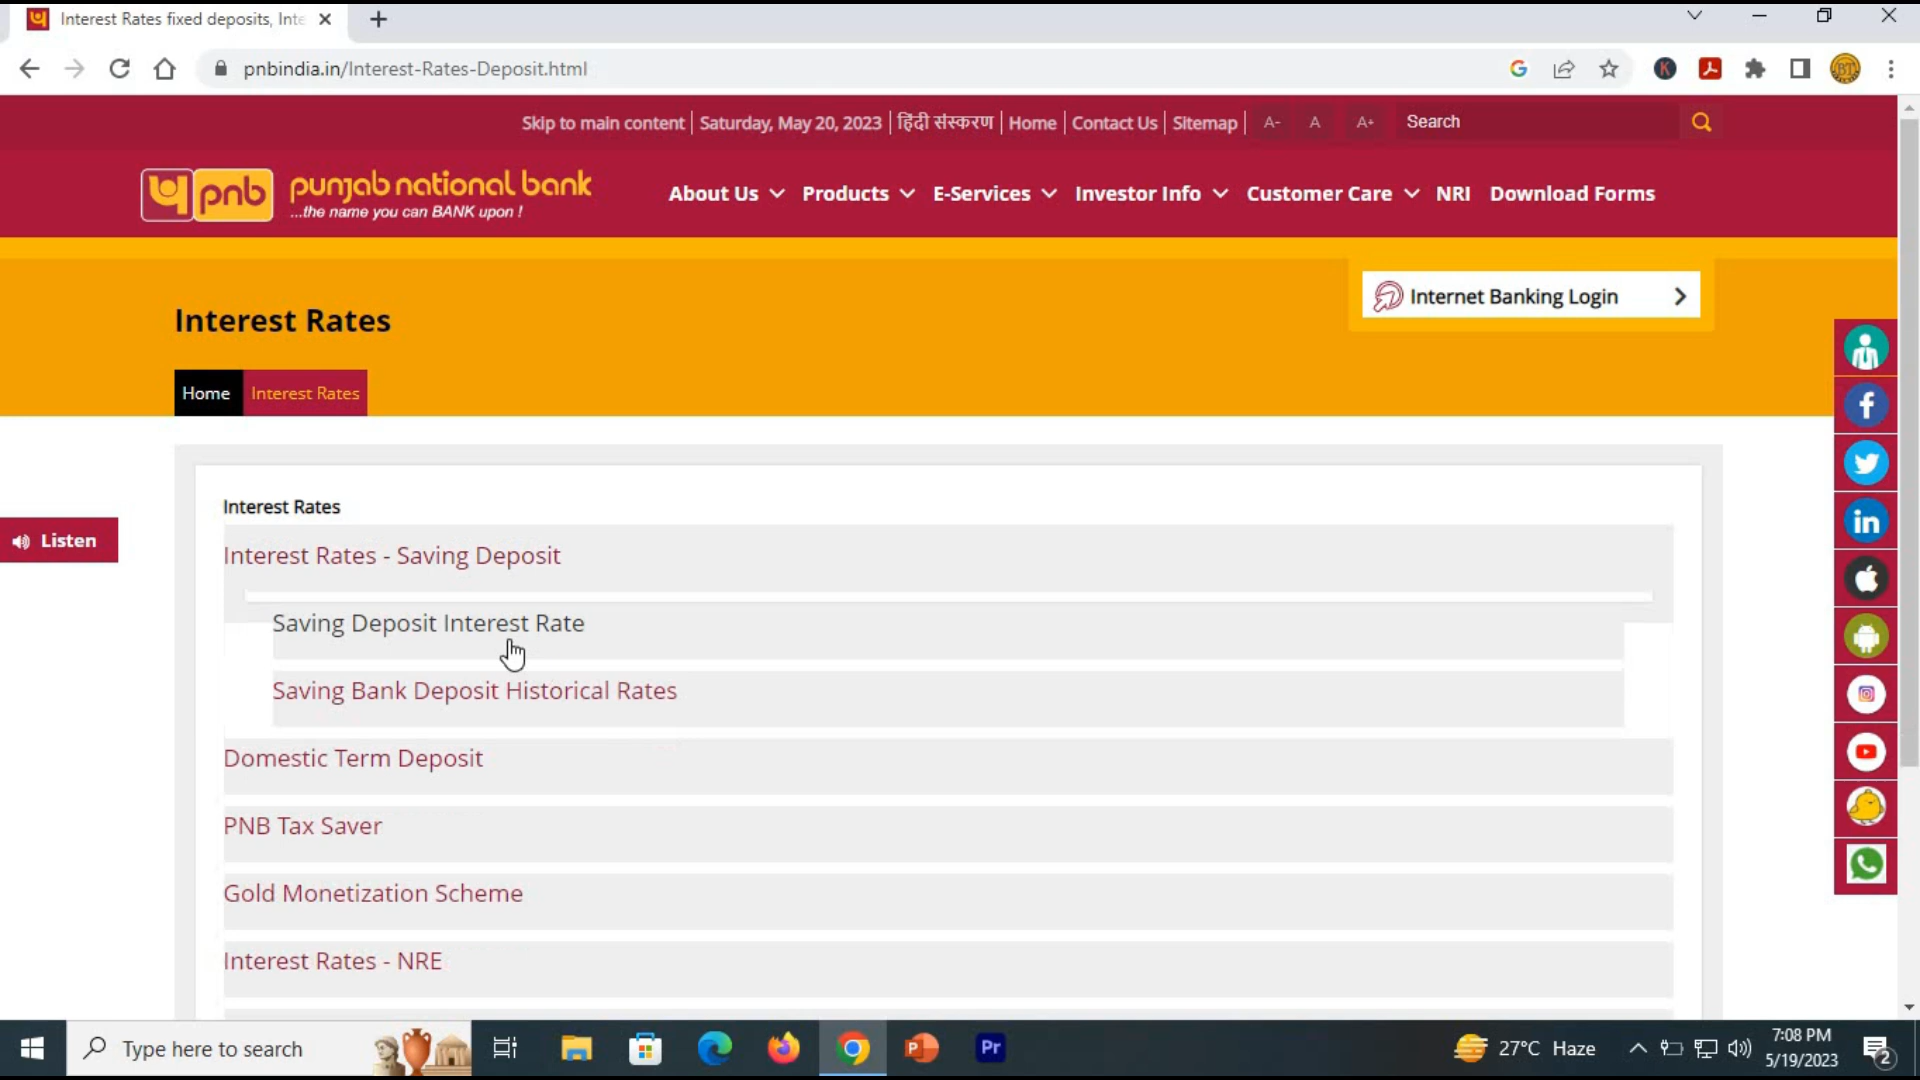 Interest Rates fixed deposits, Inte
pnbindia.in/Interest-Rates-Deposit.html
Skip to main content | Saturday, May 20, 2023 | हिंदी संस्करण | Home | Contact Us | Sitemap | A- A A+ Search
pnb punjab national bank
...the name you can BANK upon !
About Us Products E-Services Investor Info Customer Care NRI Download Forms
Internet Banking Login
Interest Rates
Home Interest Rates
Interest Rates
Listen
Interest Rates - Saving Deposit
Saving Deposit Interest Rate
Saving Bank Deposit Historical Rates
Domestic Term Deposit
PNB Tax Saver
Gold Monetization Scheme
Interest Rates - NRE
Type here to search
Pr
27°C Haze
7:08 PM
5/19/2023
2